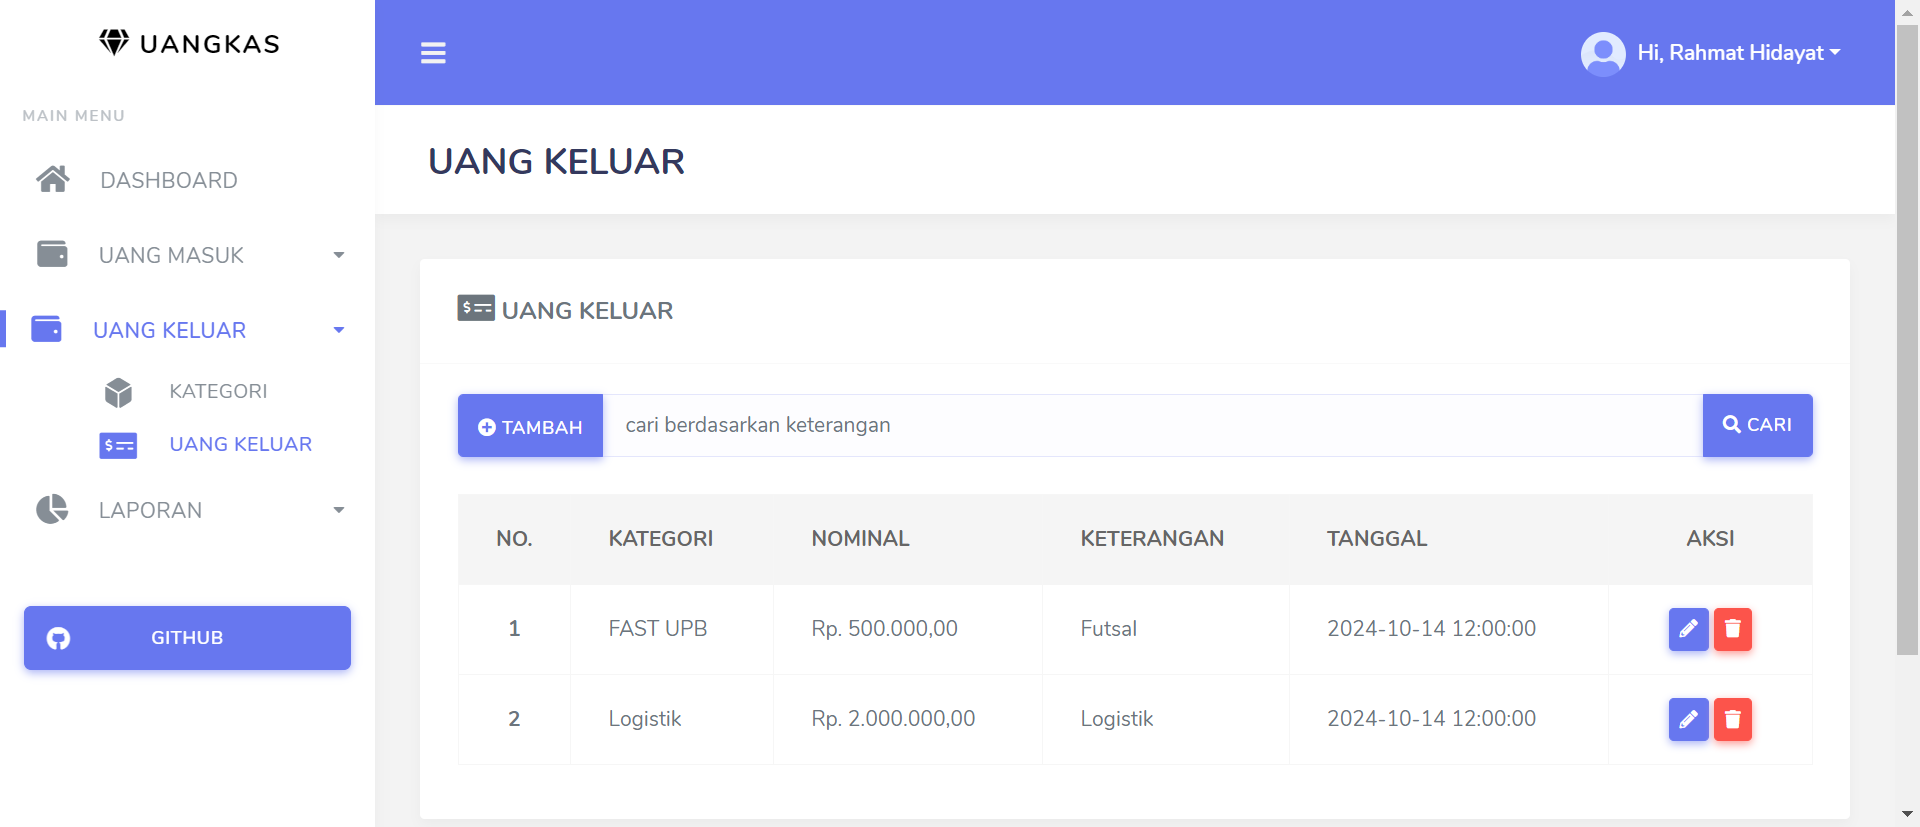 UANGKAS
MAIN MENU
DASHBOARD
UANG MASUK
UANG KELUAR
KATEGORI
UANG KELUAR
LAPORAN
GITHUB
Hi, Rahmat Hidayat
UANG KELUAR
UANG KELUAR
TAMBAH cari berdasarkan keterangan CARI
NO. KATEGORI NOMINAL KETERANGAN TANGGAL AKSI
1 FAST UPB Rp. 500.000,00 Futsal 2024-10-14 12:00:00
2 Logistik Rp. 2.000.000,00 Logistik 2024-10-14 12:00:00